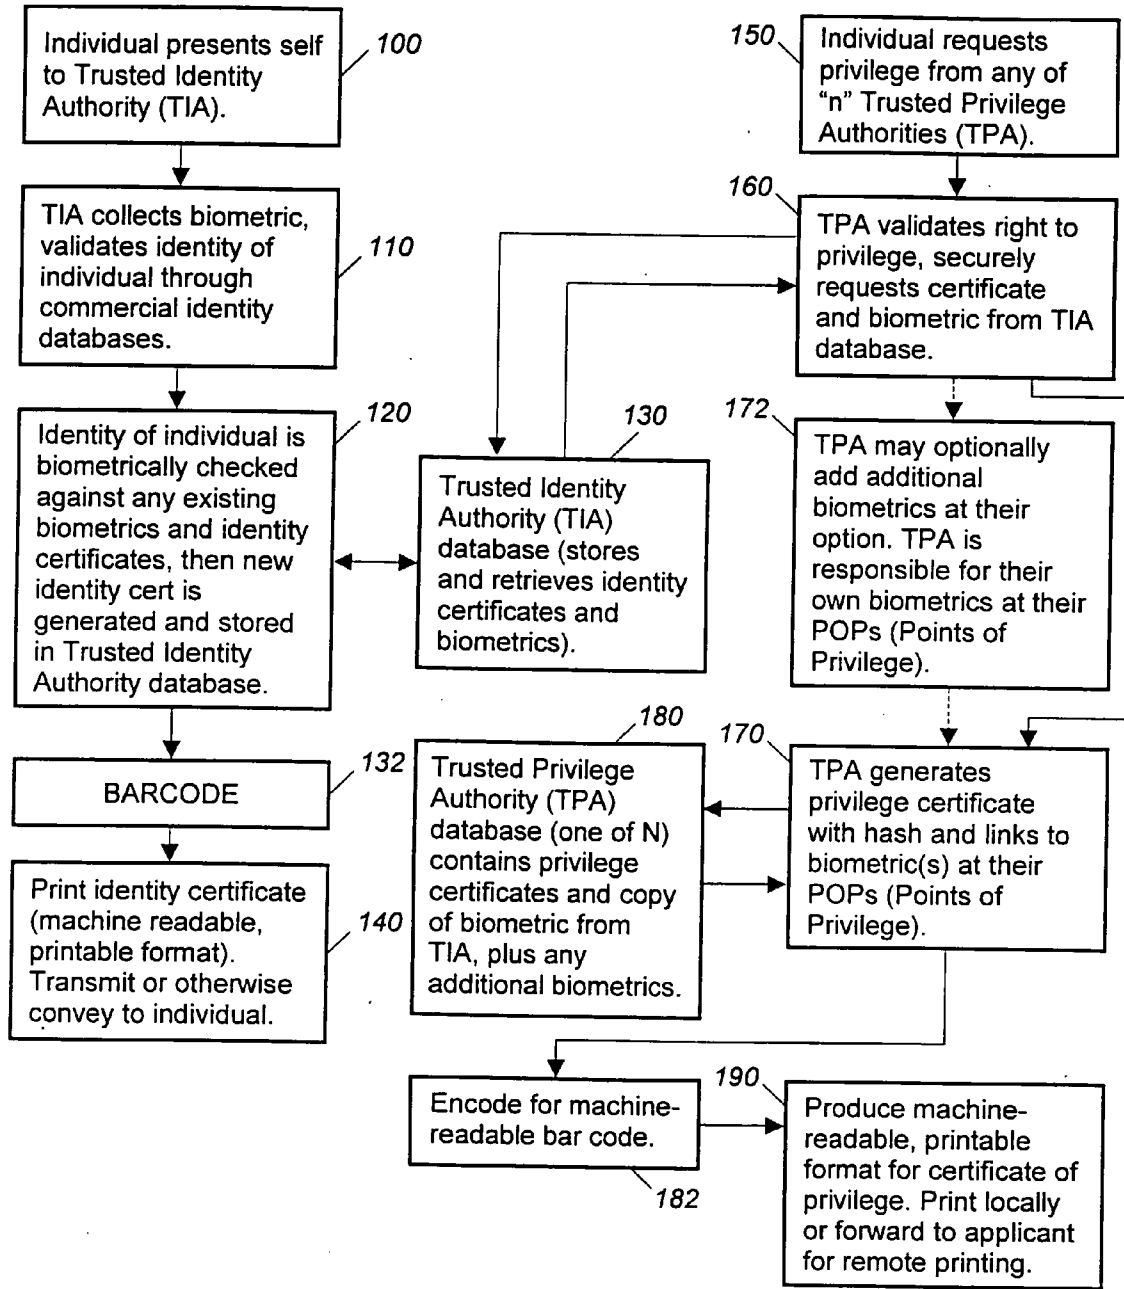 100
Individual presents self
to Trusted Identity
Authority (TIA).
110
TIA collects biometric,
validates identity of
individual through
commercial identity
databases.
120
Identity of individual is
biometrically checked
against any existing
biometrics and identity
certificates, then new
identity cert is
generated and stored
in Trusted Identity
Authority database.
130
Trusted Identity
Authority (TIA)
database (stores
and retrieves identity
certificates and
biometrics).
132
BARCODE
140
Print identity certificate
(machine readable,
printable format).
Transmit or otherwise
convey to individual.
150
Individual requests
privilege from any of
“n” Trusted Privilege
Authorities (TPA).
160
TPA validates right to
privilege, securely
requests certificate
and biometric from TIA
database.
172
TPA may optionally
add additional
biometrics at their
option. TPA is
responsible for their
own biometrics at their
POPs (Points of
Privilege).
170
TPA generates
privilege certificate
with hash and links to
biometric(s) at their
POPs (Points of
Privilege).
180
Trusted Privilege
Authority (TPA)
database (one of N)
contains privilege
certificates and copy
of biometric from
TIA, plus any
additional biometrics.
182
Encode for machine-
readable bar code.
190
Produce machine-
readable, printable
format for certificate of
privilege. Print locally
or forward to applicant
for remote printing.